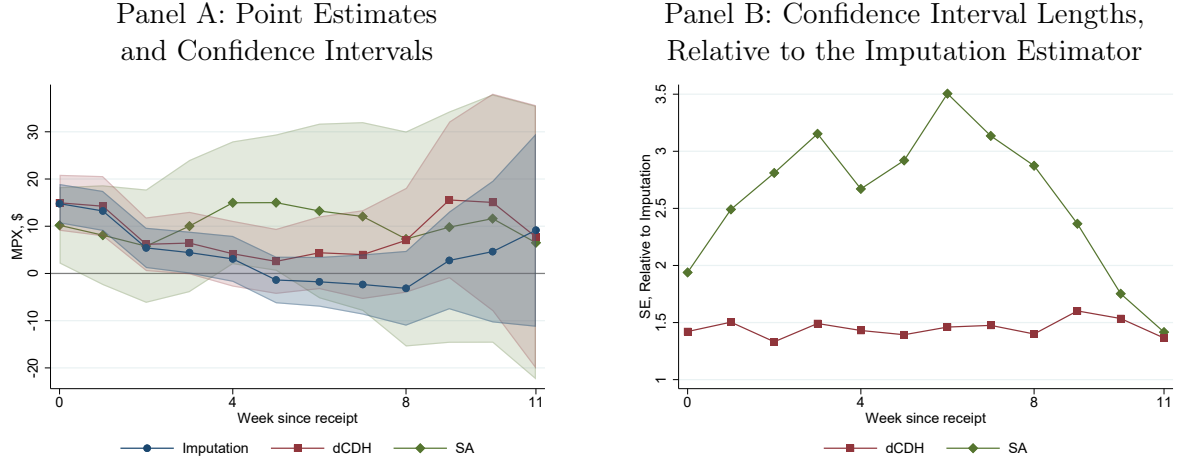 Panel A: Point Estimates
and Confidence Intervals
MPX, $
30
20
10
0
-10
-20
0
4
8
11
Week since receipt
Imputation
dCDH
SA
Panel B: Confidence Interval Lengths,
Relative to the Imputation Estimator
SE, Relative to Imputation
3.5
3
2.5
2
1.5
1
0
4
8
11
Week since receipt
dCDH
SA